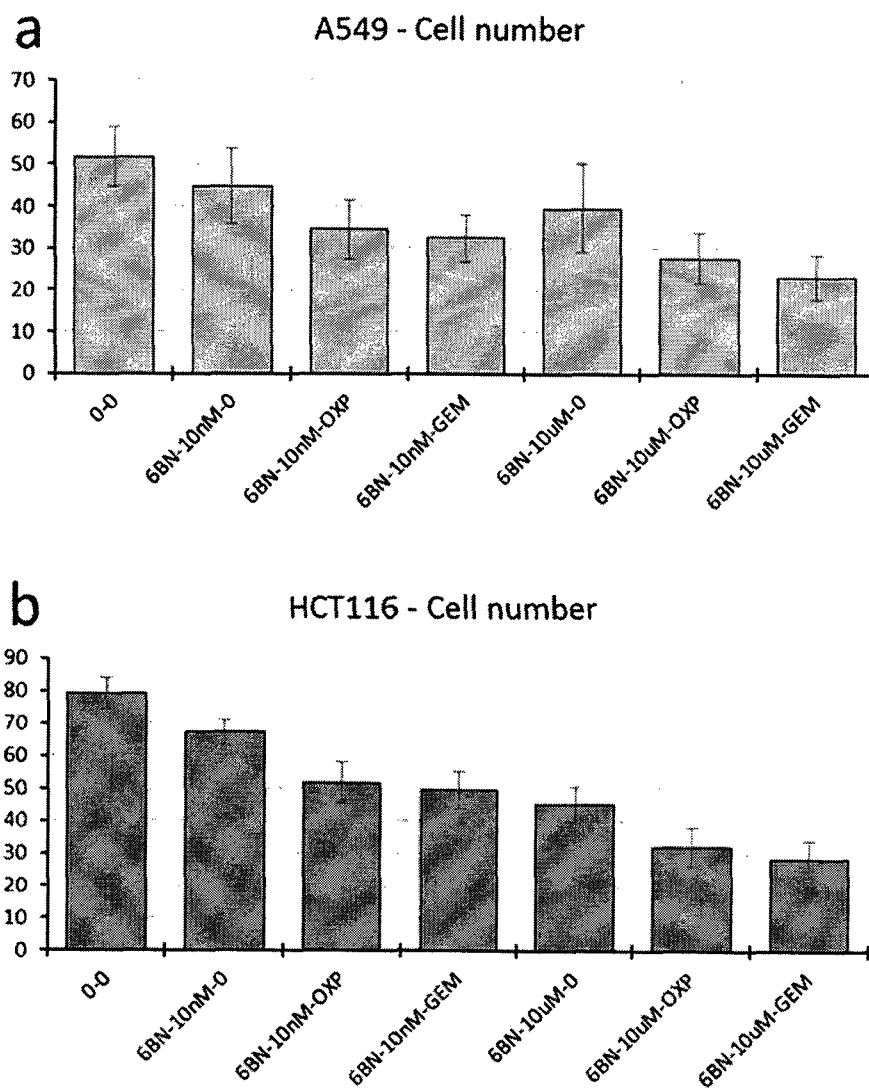 a
A549 - Cell number
70
60
50
40
30
20
10
0
0-0
6BN-10nM-0
6BN-10nM-OXP
6BN-10nM-GEM
6BN-10uM-0
6BN-10uM-OXP
6BN-10uM-GEM
b
HCT116 - Cell number
90
80
70
60
50
40
30
20
10
0
0-0
6BN-10nM-0
6BN-10nM-OXP
6BN-10nM-GEM
6BN-10uM-0
6BN-10uM-OXP
6BN-10uM-GEM